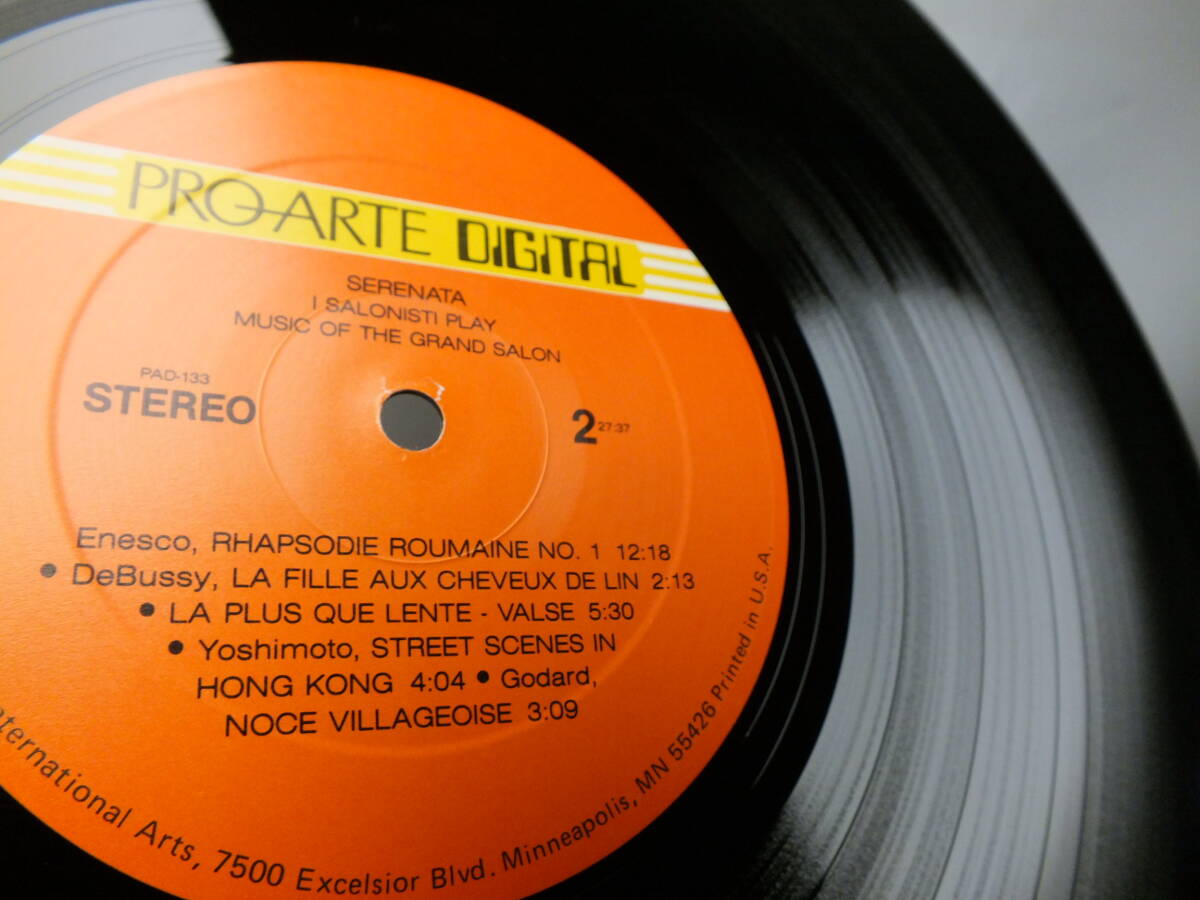 PRO-ARTE DIGITAL
SERENATA
I SALONISTI PLAY
MUSIC OF THE GRAND SALON
PAD-133
STEREO
2 27:37
Enesco, RHAPSODIE ROUMAINE NO. 1 12:18
• DeBussy, LA FILLE AUX CHEVEUX DE LIN 2:13
• LA PLUS QUE LENTE - VALSE 5:30
• Yoshimoto, STREET SCENES IN
HONG KONG 4:04 • Godard,
NOCE VILLAGEOISE 3:09
Arts, 7500 Excelsior Blvd. Minneapolis, MN 55426 Printed in U.S.A.